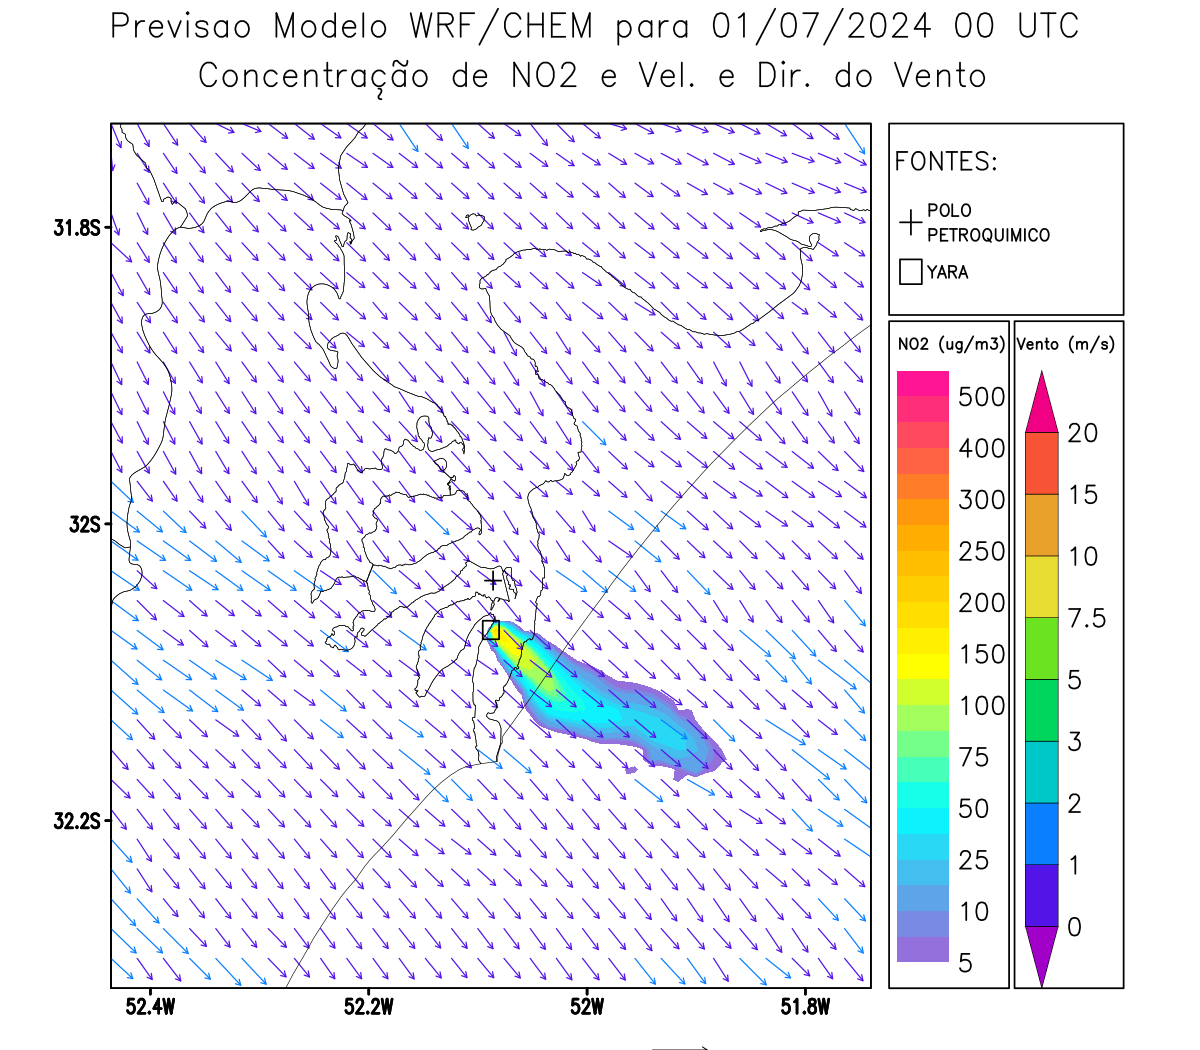 Previsao Modelo WRF/CHEM para 01/07/2024 00 UTC
Concentração de NO2 e Vel. e Dir. do Vento
FONTES:
POLO
PETROQUIMICO
YARA
NO2 (ug/m3)
500
400
300
250
200
150
100
75
50
25
10
5
Vento (m/s)
20
15
10
7.5
5
3
2
1
0
31.8S
32S
32.2S
52.4W
52.2W
52W
51.8W